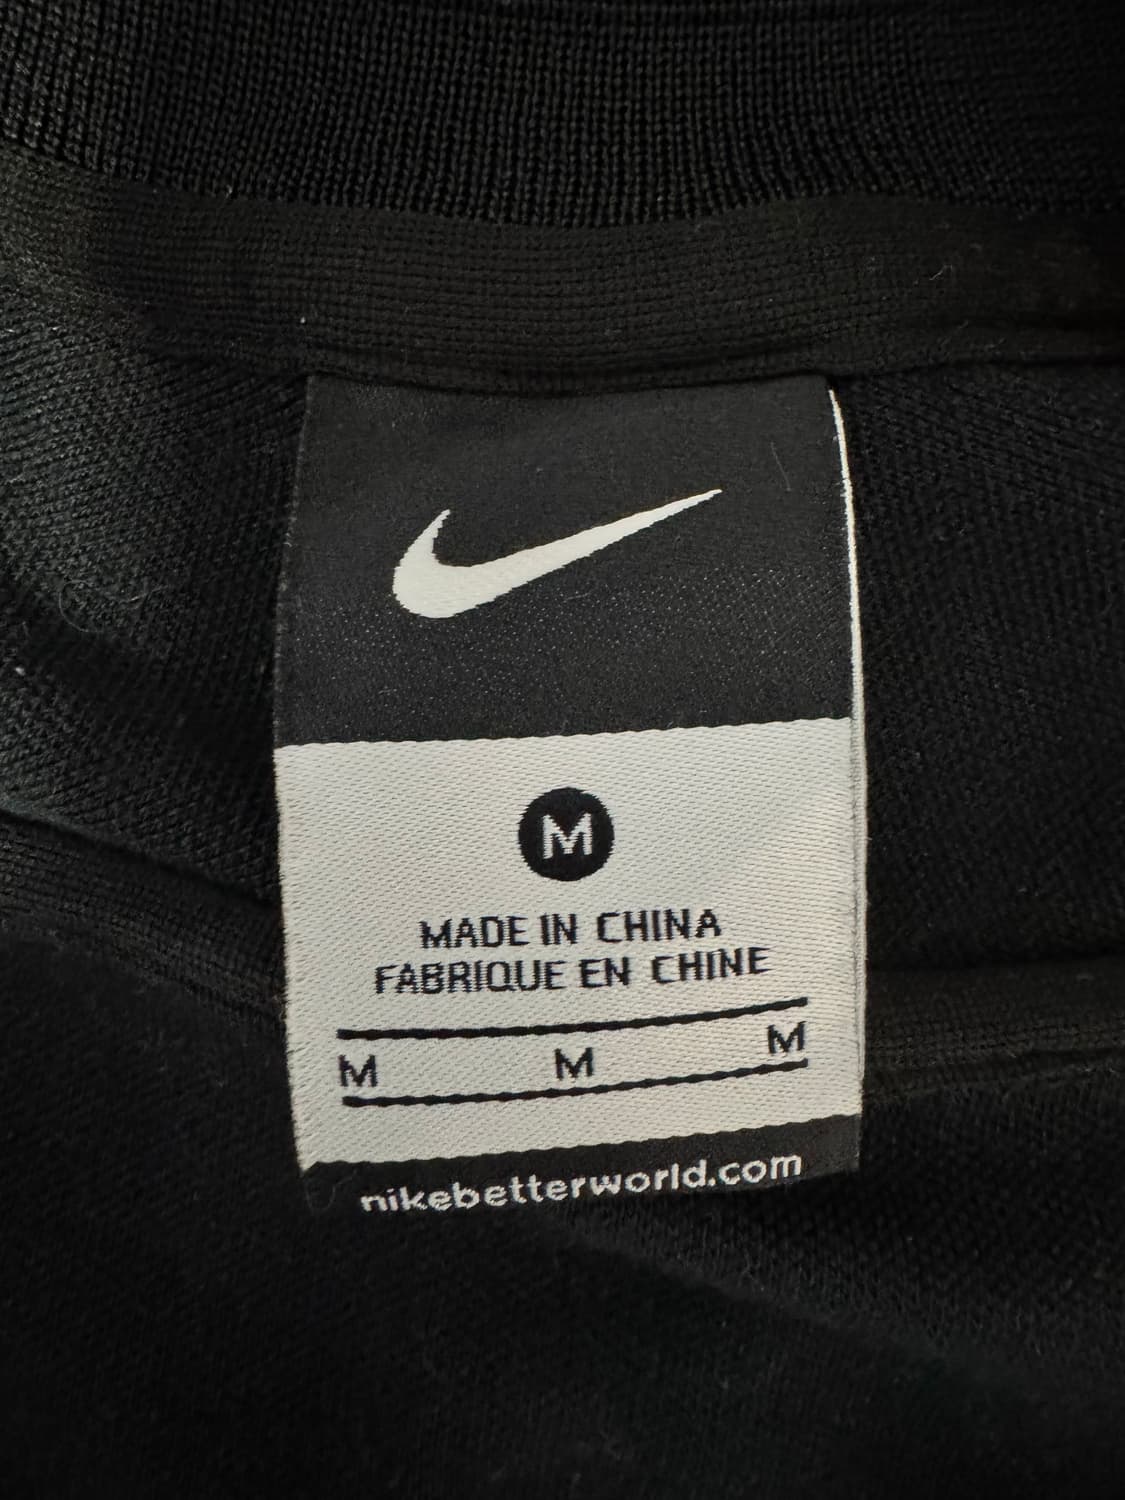 M
MADE IN CHINA
FABRIQUE EN CHINE
M M M
nikebetterworld.com